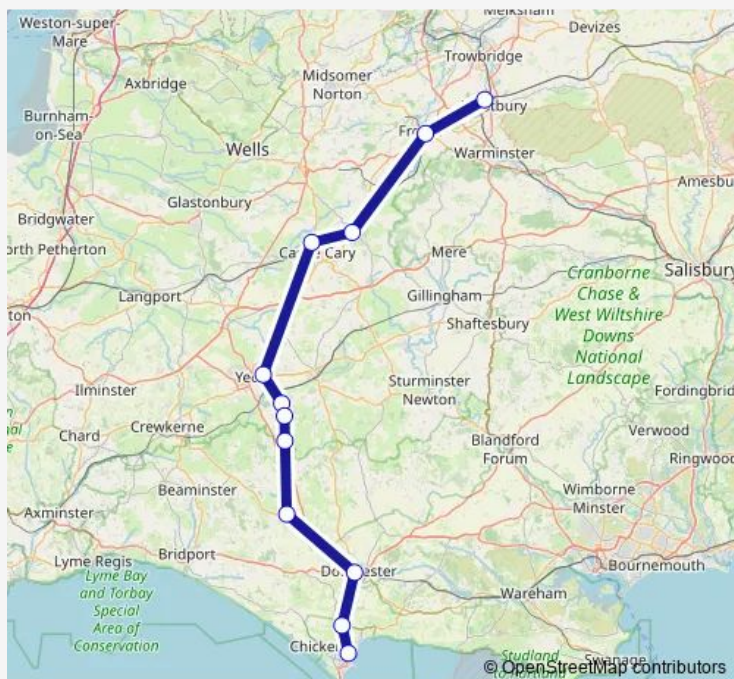 Melksham
Weston-super-
Mare
Devizes
Trowbridge
Axbridge
Midsomer
Norton
Burnham-
on-Sea
Wells
Warminster
Amesbu
Glastonbury
Bridgwater
orth Petherton
Mere
Salisbury
Cranborne
Chase &
West Wiltshire
Downs
National
Landscape
Langport
Gillingham
ton
Shaftesbury
Ilminster
Sturminster
Newton
Fordingbrid
Chard
Crewkerne
Verwood
Blandford
Forum
Ringwood
Beaminster
Wimborne
Minster
Axminster
Lyme Regis
Bridport
Bournemouth
Lyme Bay
and Torbay
Special
Area of
Conservation
Wareham
Studland
Swanage
© OpenStreetMap contributors